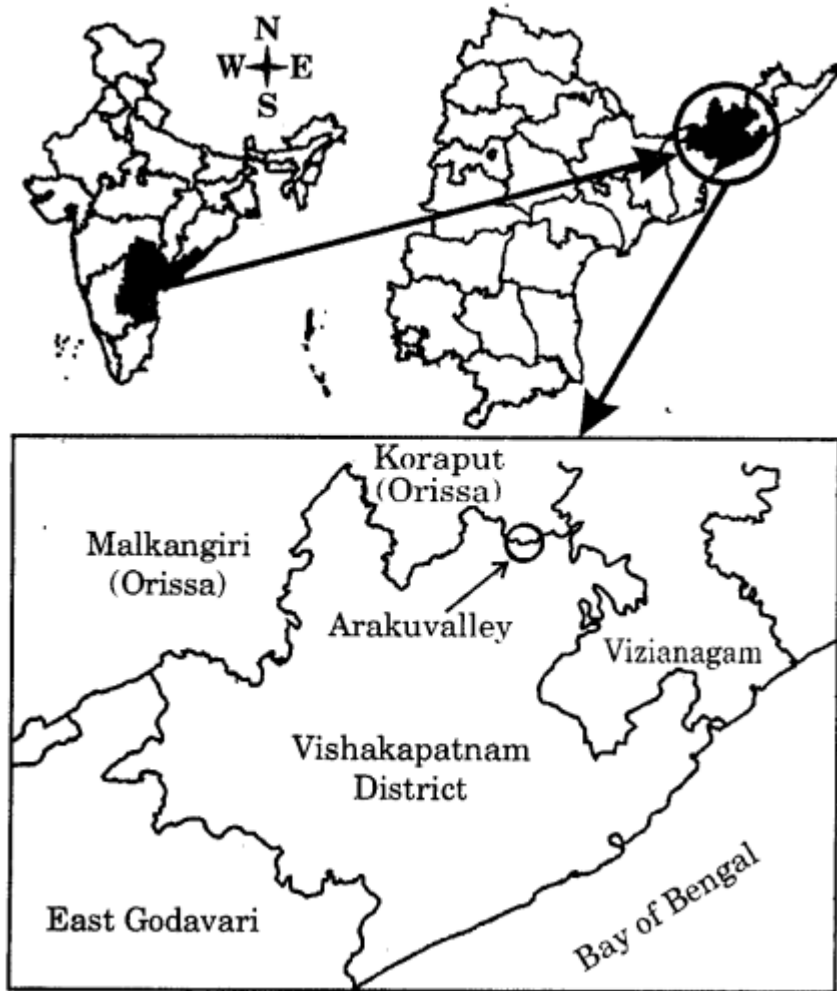 N
W E
S
Koraput
(Orissa)
Malkangiri
(Orissa)
Arakuvalley
Vizianagam
Vishakapatnam
District
East Godavari
Bay of Bengal